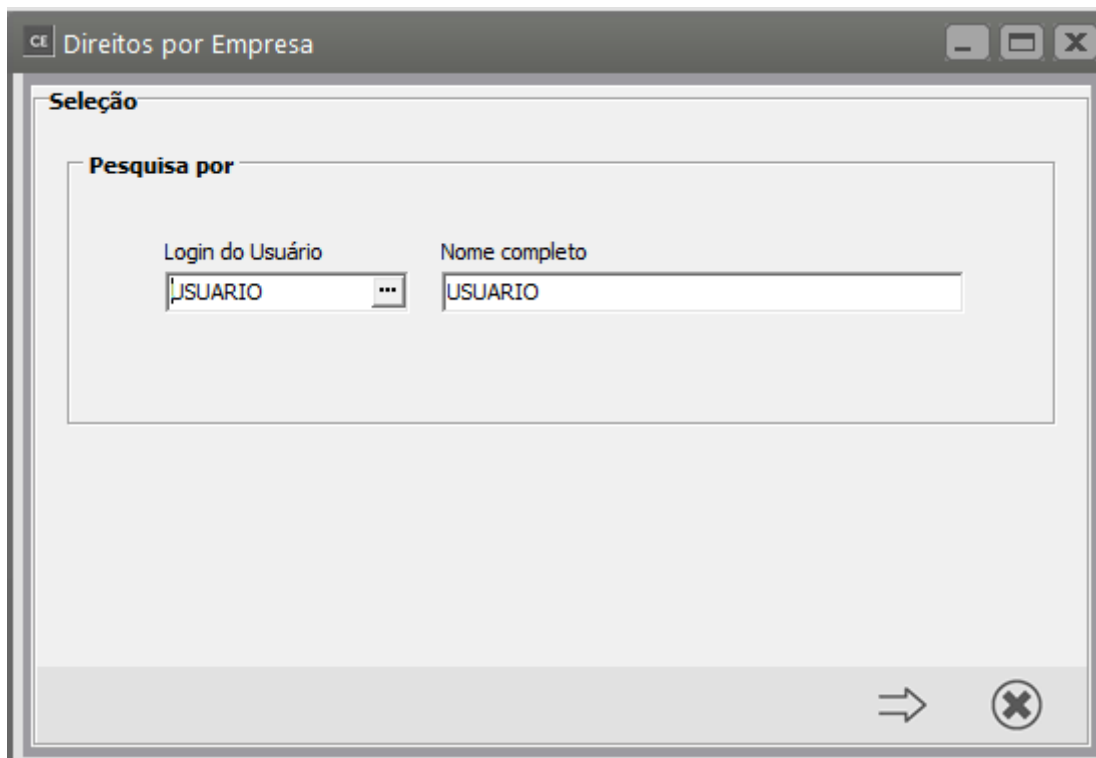 CE Direitos por Empresa
Seleção
Pesquisa por
Login do Usuário Nome completo
USUARIO ... USUARIO